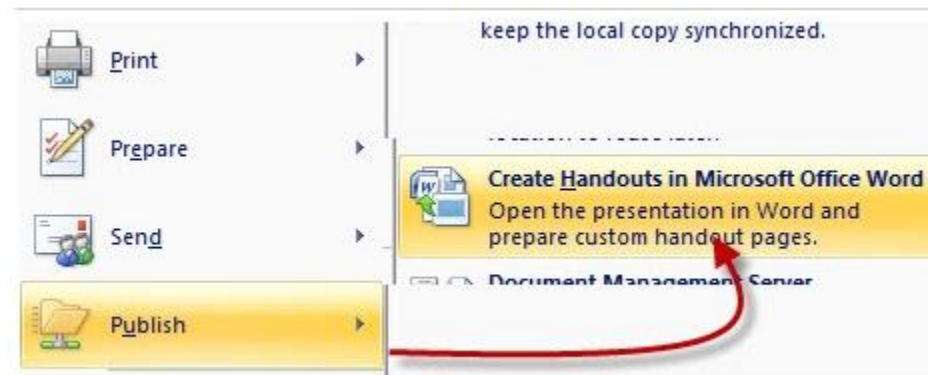 Print
Prepare
Send
Publish
keep the local copy synchronized.
Create Handouts in Microsoft Office Word
Open the presentation in Word and
prepare custom handout pages.
Document Management Server